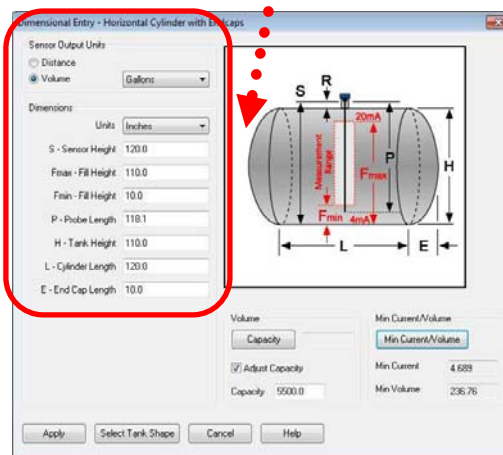 Dimensional Entry - Horizontal Cylinder with Endcaps
Sensor Output Units
Distance
Volume
Gallons
Dimensions
Units
Inches
S - Sensor Height 120.0
Fmax - Fill Height 110.0
Fmin - Fill Height 10.0
P - Probe Length 118.1
H - Tank Height 110.0
L - Cylinder Length 120.0
E - End Cap Length 10.0
R
S
20mA
Measurement
Range
Fmax
P
H
Fmin
4mA
L
E
Volume
Capacity
Adjust Capacity
Capacity 5500.0
Min Current/Volume
Min Current/Volume
Min Current 4.689
Min Volume 236.76
Apply
Select Tank Shape
Cancel
Help